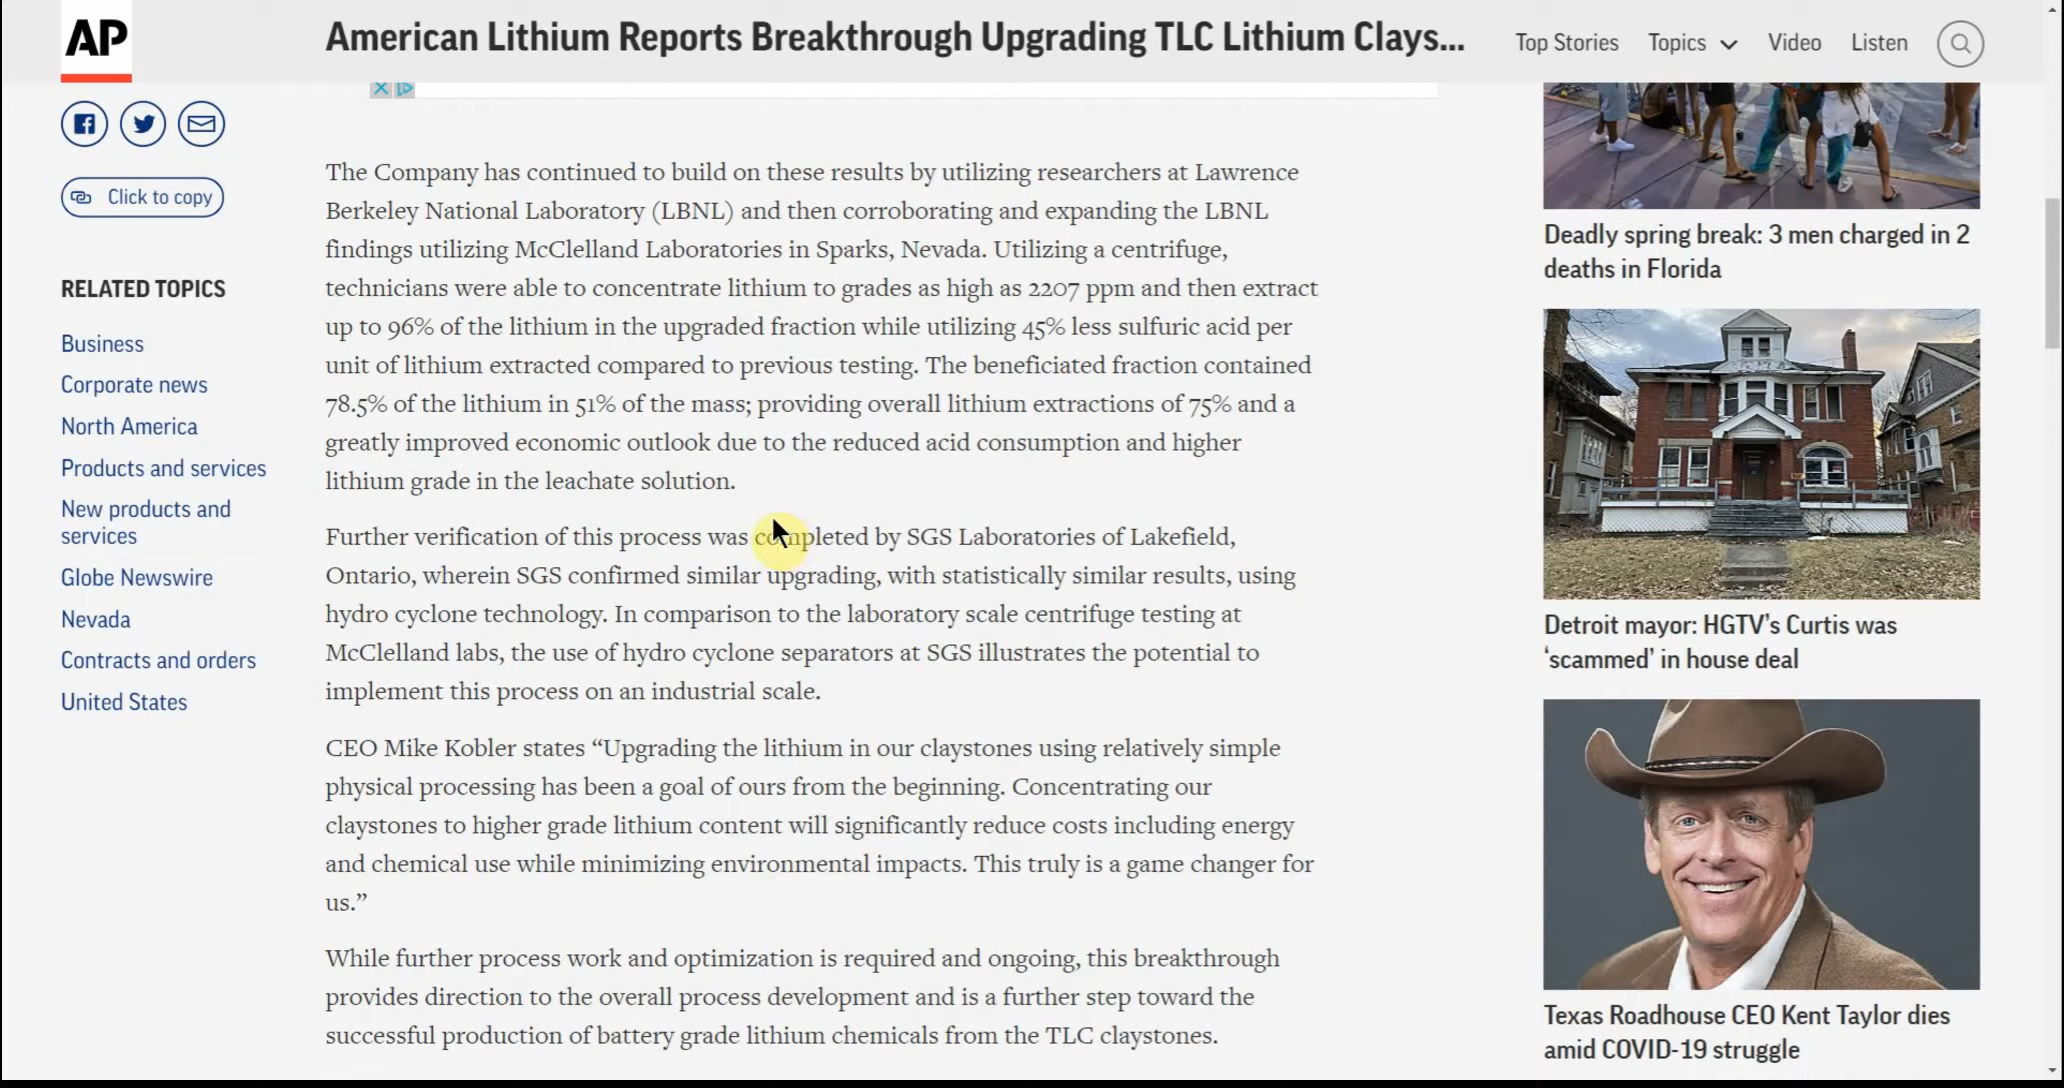 AP
American Lithium Reports Breakthrough Upgrading TLC Lithium Clays...
Top Stories
Topics
Video
Listen
Click to copy
RELATED TOPICS
Business
Corporate news
North America
Products and services
New products and
services
Globe Newswire
Nevada
Contracts and orders
United States
The Company has continued to build on these results by utilizing researchers at Lawrence
Berkeley National Laboratory (LBNL) and then corroborating and expanding the LBNL
findings utilizing McClelland Laboratories in Sparks, Nevada. Utilizing a centrifuge,
technicians were able to concentrate lithium to grades as high as 2207 ppm and then extract
up to 96% of the lithium in the upgraded fraction while utilizing 45% less sulfuric acid per
unit of lithium extracted compared to previous testing. The beneficiated fraction contained
78.5% of the lithium in 51% of the mass; providing overall lithium extractions of 75% and a
greatly improved economic outlook due to the reduced acid consumption and higher
lithium grade in the leachate solution.
Further verification of this process was completed by SGS Laboratories of Lakefield,
Ontario, wherein SGS confirmed similar upgrading, with statistically similar results, using
hydro cyclone technology. In comparison to the laboratory scale centrifuge testing at
McClelland labs, the use of hydro cyclone separators at SGS illustrates the potential to
implement this process on an industrial scale.
CEO Mike Kobler states “Upgrading the lithium in our claystones using relatively simple
physical processing has been a goal of ours from the beginning. Concentrating our
claystones to higher grade lithium content will significantly reduce costs including energy
and chemical use while minimizing environmental impacts. This truly is a game changer for
us.”
While further process work and optimization is required and ongoing, this breakthrough
provides direction to the overall process development and is a further step toward the
successful production of battery grade lithium chemicals from the TLC claystones.
Deadly spring break: 3 men charged in 2
deaths in Florida
Detroit mayor: HGTV’s Curtis was
‘scammed’ in house deal
Texas Roadhouse CEO Kent Taylor dies
amid COVID-19 struggle